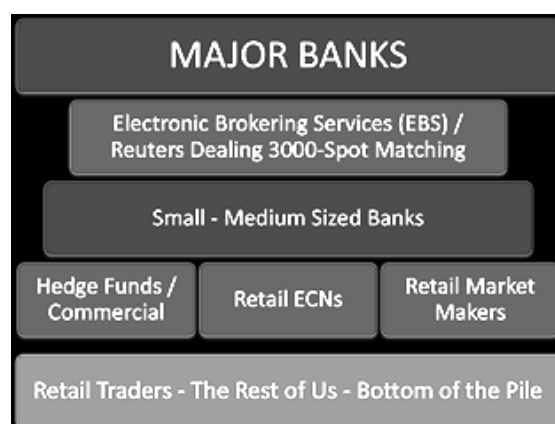 MAJOR BANKS
Electronic Brokering Services (EBS) /
Reuters Dealing 3000-Spot Matching
Small - Medium Sized Banks
Hedge Funds /
Commercial
Retail ECNs
Retail Market
Makers
Retail Traders - The Rest of Us - Bottom of the Pile